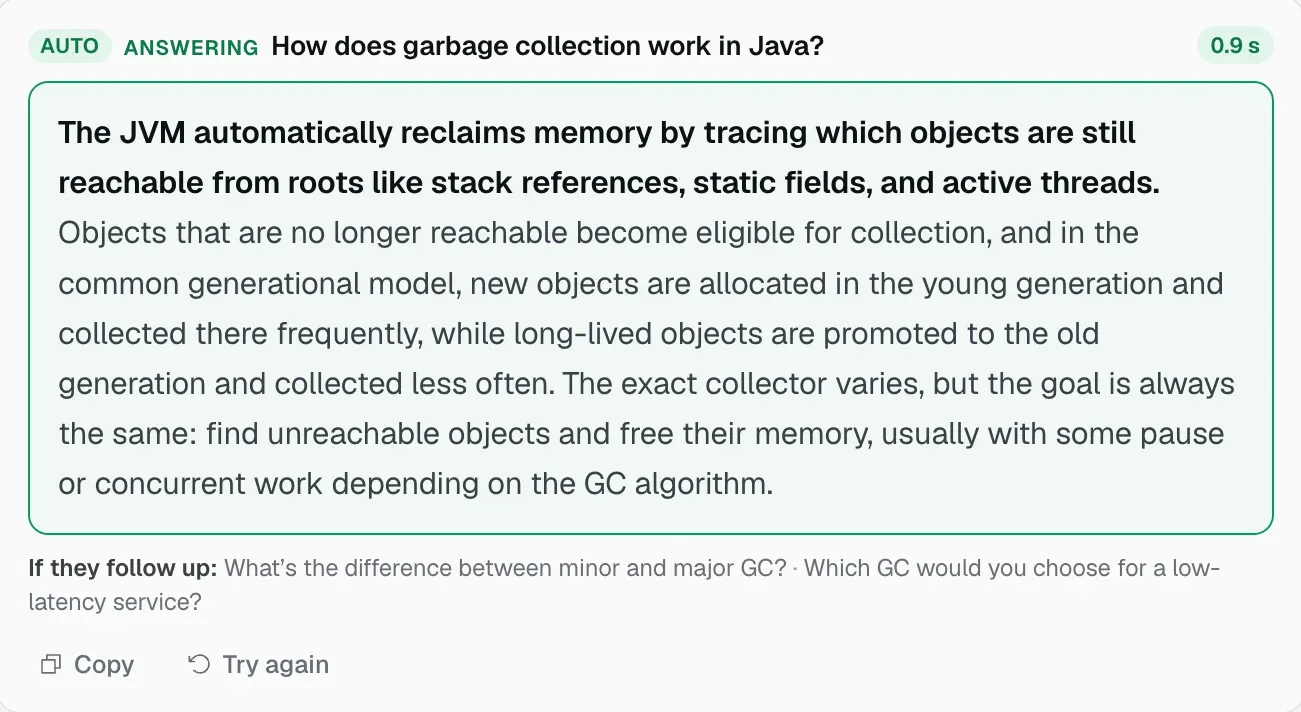 AUTO ANSWERING How does garbage collection work in Java? 0.9 s
The JVM automatically reclaims memory by tracing which objects are still
reachable from roots like stack references, static fields, and active threads.
Objects that are no longer reachable become eligible for collection, and in the
common generational model, new objects are allocated in the young generation and
collected there frequently, while long-lived objects are promoted to the old
generation and collected less often. The exact collector varies, but the goal is always
the same: find unreachable objects and free their memory, usually with some pause
or concurrent work depending on the GC algorithm.
If they follow up: What’s the difference between minor and major GC? · Which GC would you choose for a low-
latency service?
Copy Try again